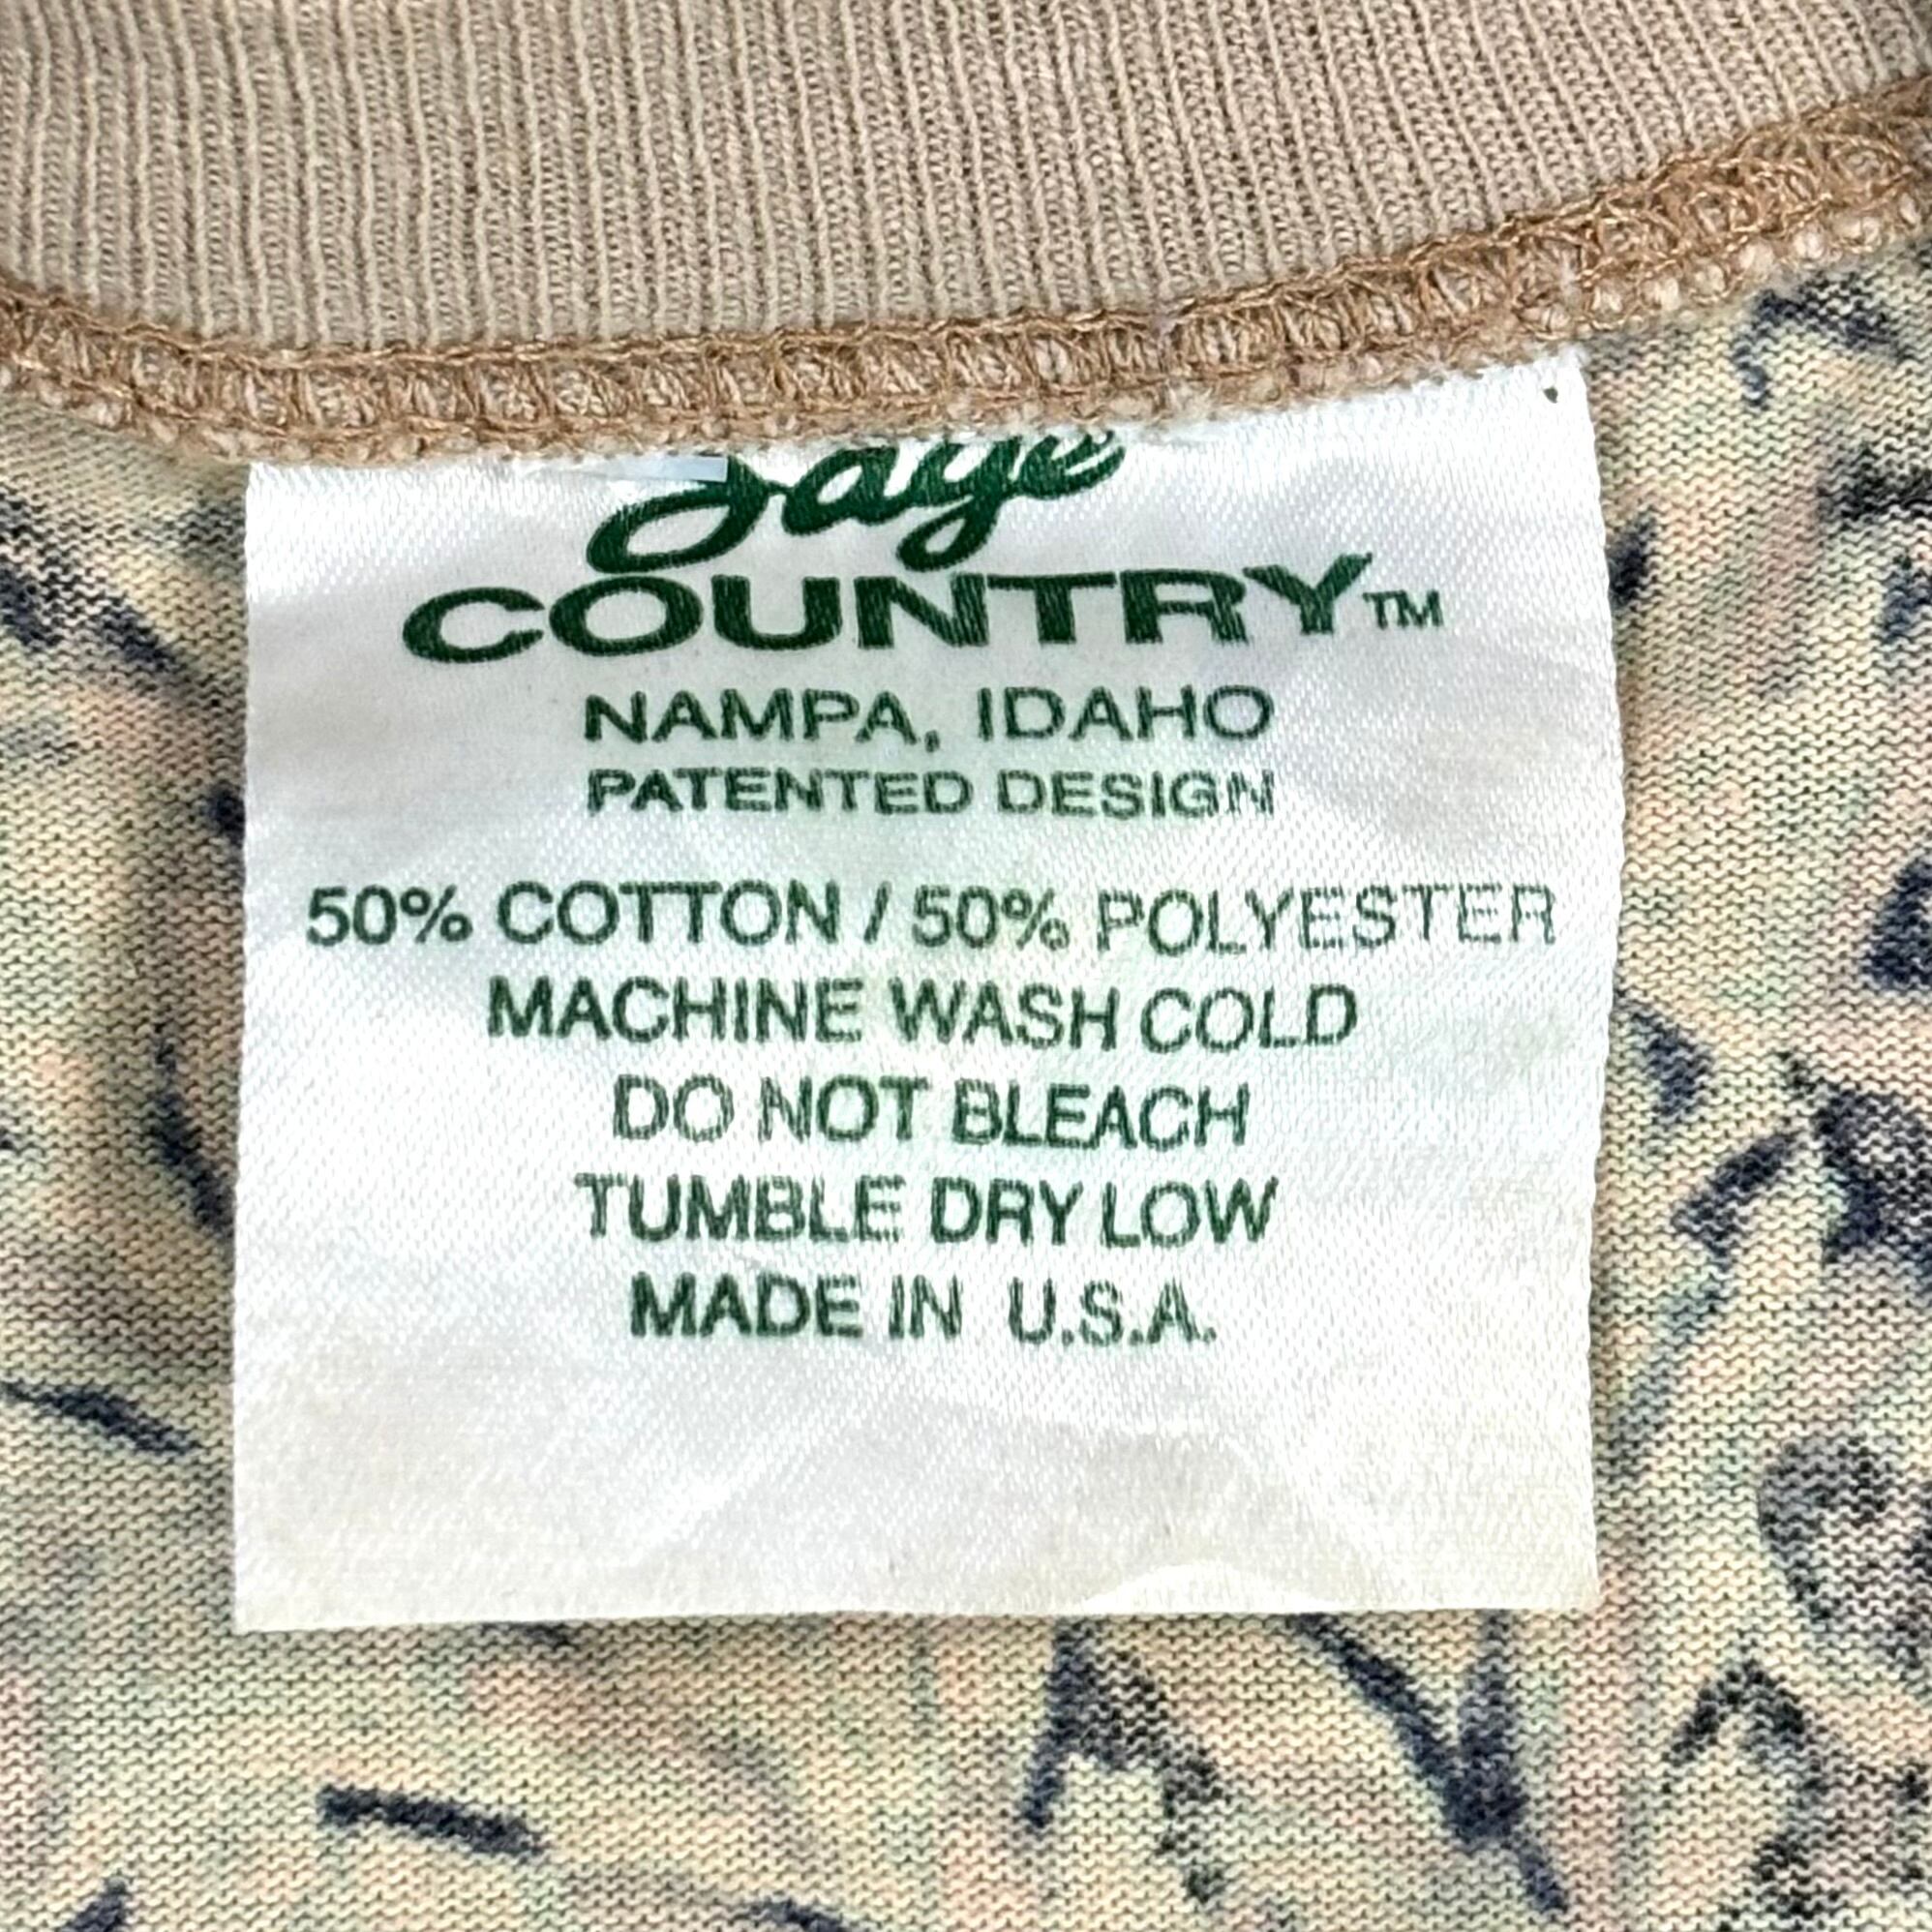 Sage
COUNTRY™
NAMPA, IDAHO
PATENTED DESIGN
50% COTTON / 50% POLYESTER
MACHINE WASH COLD
DO NOT BLEACH
TUMBLE DRY LOW
MADE IN U.S.A.